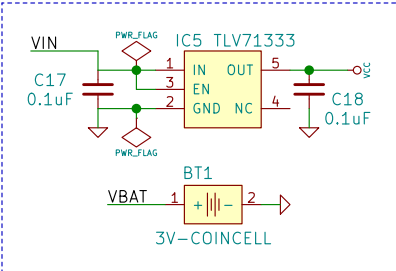 PWR_FLAG
VIN
IC5 TLV71333
C17
0.1uF
1 IN OUT 5
3 EN
2 GND NC 4
VCC
C18
0.1uF
PWR_FLAG
BT1
VBAT 1 + - 2
3V-COINCELL